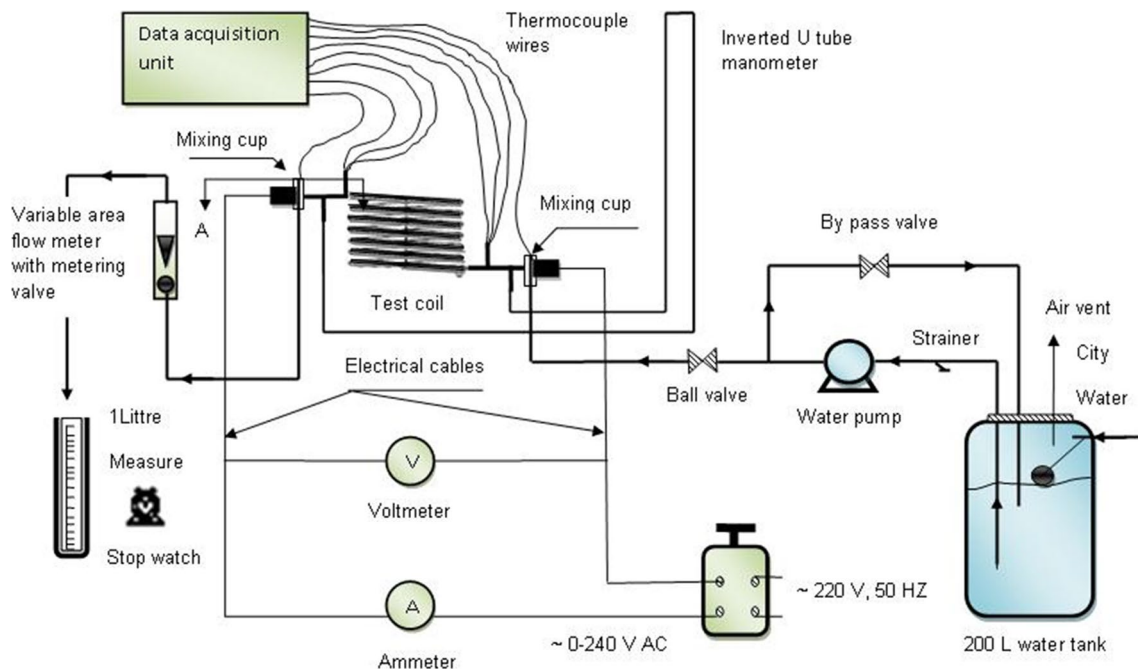 Data acquisition
unit
Thermocouple
wires
Inverted U tube
manometer
Mixing cup
Mixing cup
By pass valve
Variable area
flow meter
with metering
valve
A
Test coil
Air vent
City
Water
Strainer
Electrical cables
Ball valve
Water pump
1Littre
Measure
Stop watch
V
Voltmeter
A
Ammeter
~ 220 V, 50 HZ
~ 0-240 V AC
200 L water tank